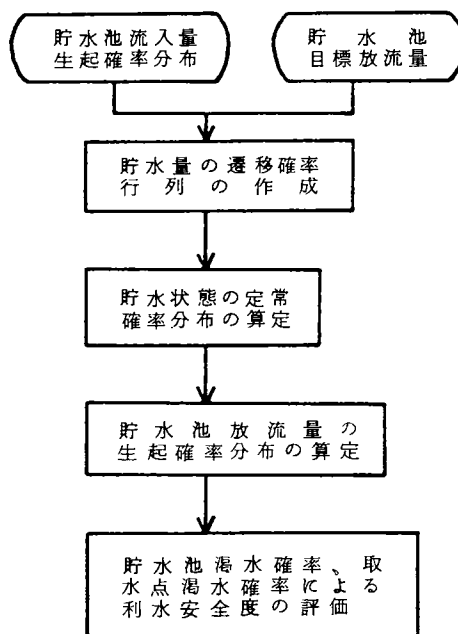 貯水池流入量
生起確率分布
貯水池
目標放流量
貯水量の遷移確率
行列の作成
貯水状態の定常
確率分布の算定
貯水池放流量の
生起確率分布の算定
貯水池渇水確率、取
水点渇水確率による
利水安全度の評価